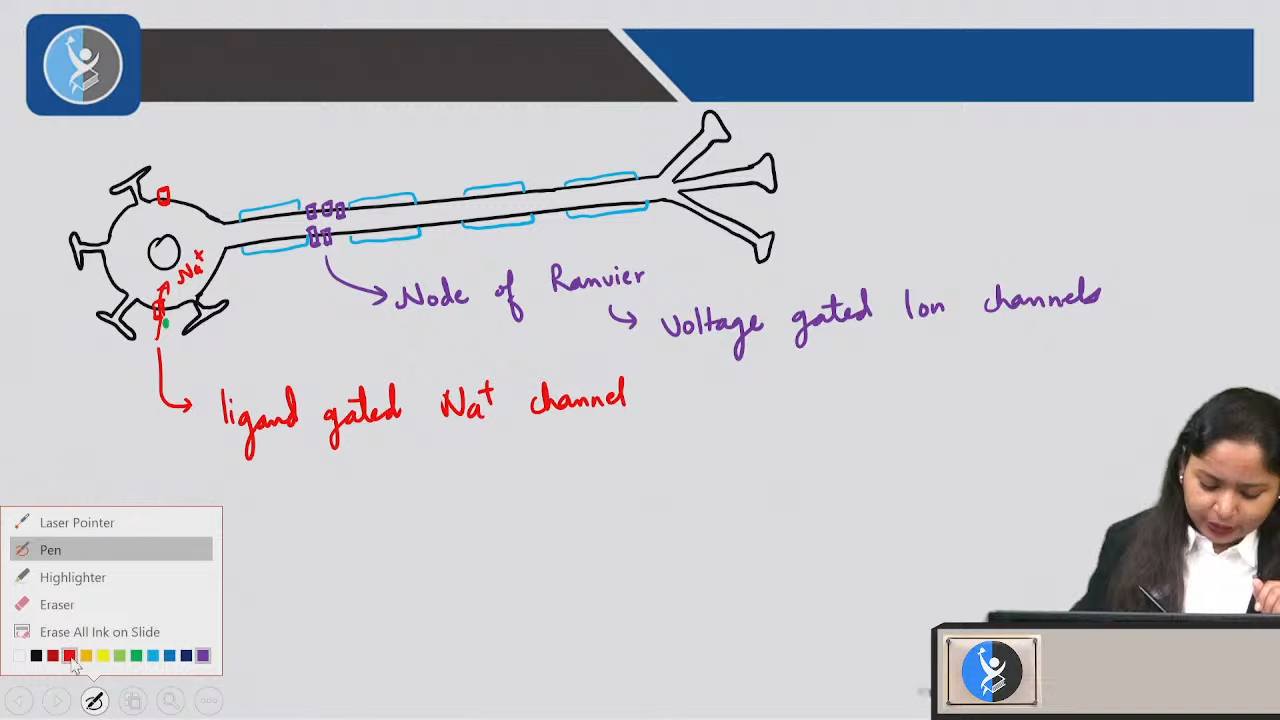 Na+
Node of Ranvier
Voltage gated Ion channels
ligand gated Na+ channel
Laser Pointer
Pen
Highlighter
Eraser
Erase All Ink on Slide